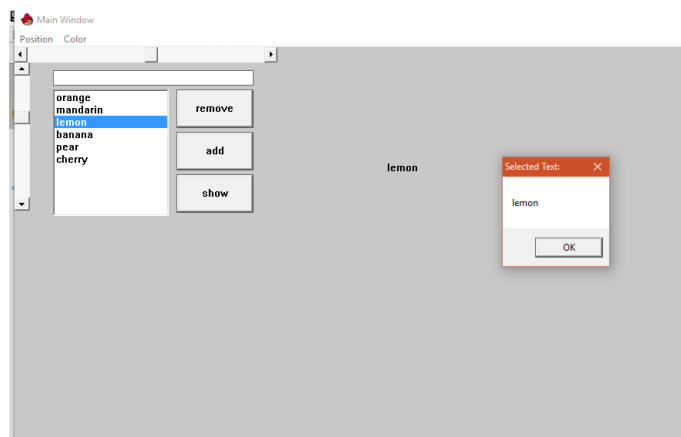 Main Window
Position Color
orange
mandarin
lemon
banana
pear
cherry
remove
add
show
lemon
Selected Text:
lemon
OK